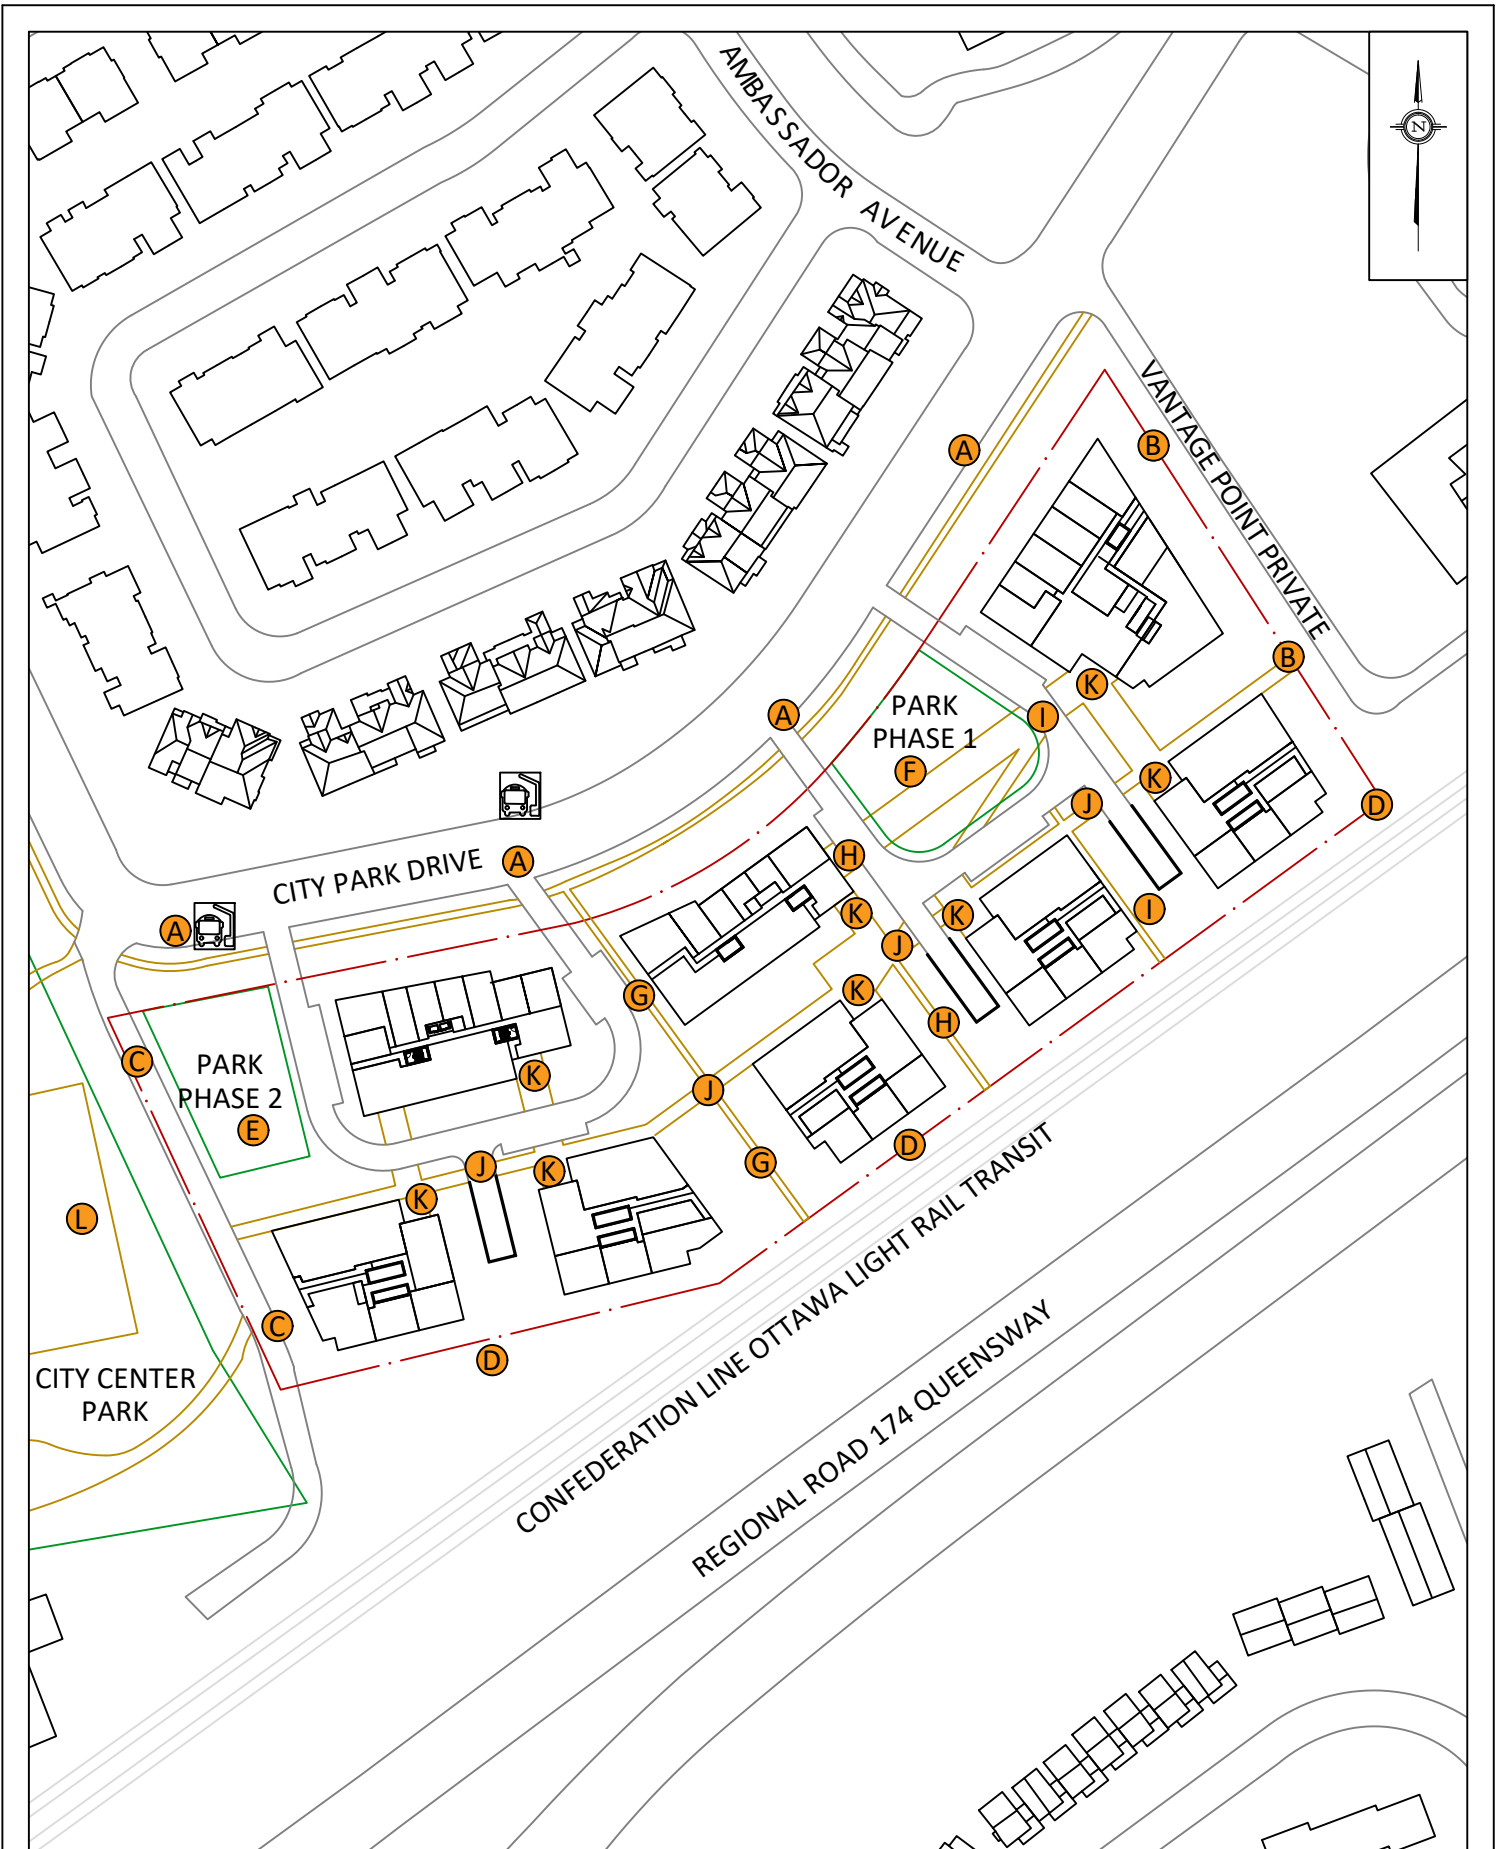 AMBASSADOR AVENUE
N
VANTAGE POINT PRIVATE
A
B
B
K
PARK
PHASE 1
I
A
F
K
D
J
CITY PARK DRIVE
A
H
K
K
I
A
J
K
G
H
C
PARK
PHASE 2
K
J
E
D
G
J
K
K
L
C
D
CITY CENTER
PARK
CONFEDERATION LINE OTTAWA LIGHT RAIL TRANSIT
REGIONAL ROAD 174 QUEENSWAY